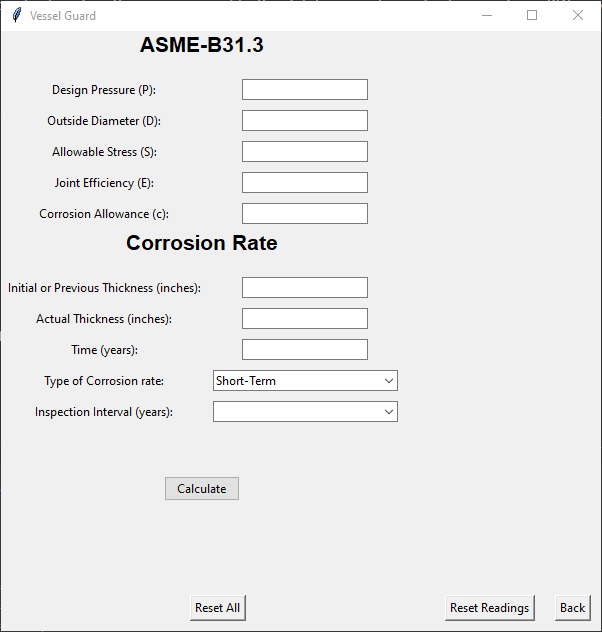 Vessel Guard
ASME-B31.3
Design Pressure (P):
Outside Diameter (D):
Allowable Stress (S):
Joint Efficiency (E):
Corrosion Allowance (c):
Corrosion Rate
Initial or Previous Thickness (inches):
Actual Thickness (inches):
Time (years):
Type of Corrosion rate: Short-Term
Inspection Interval (years):
Calculate
Reset All Reset Readings Back